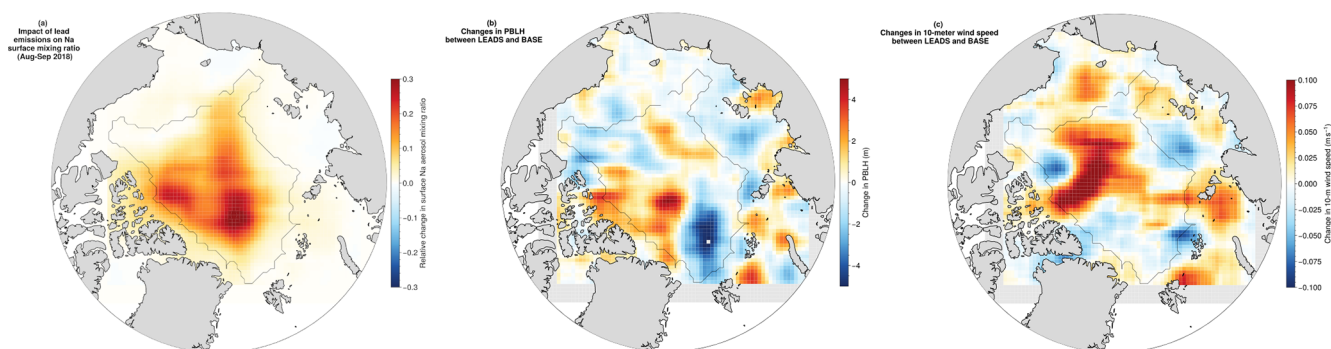 (a)
Impact of lead
emissions on Na
surface mixing ratio
(Aug-Sep 2018)
0.3
0.2
0.1
0.0
−0.1
−0.2
−0.3
Relative change in surface Na aerosol mixing ratio
(b)
Changes in PBLH
between LEADS and BASE
4
2
0
−2
−4
Change in PBLH (m)
(c)
Changes in 10-meter wind speed
between LEADS and BASE
0.100
0.075
0.050
0.025
0.000
−0.025
−0.050
−0.075
−0.100
Change in 10-m wind speed (m s⁻¹)